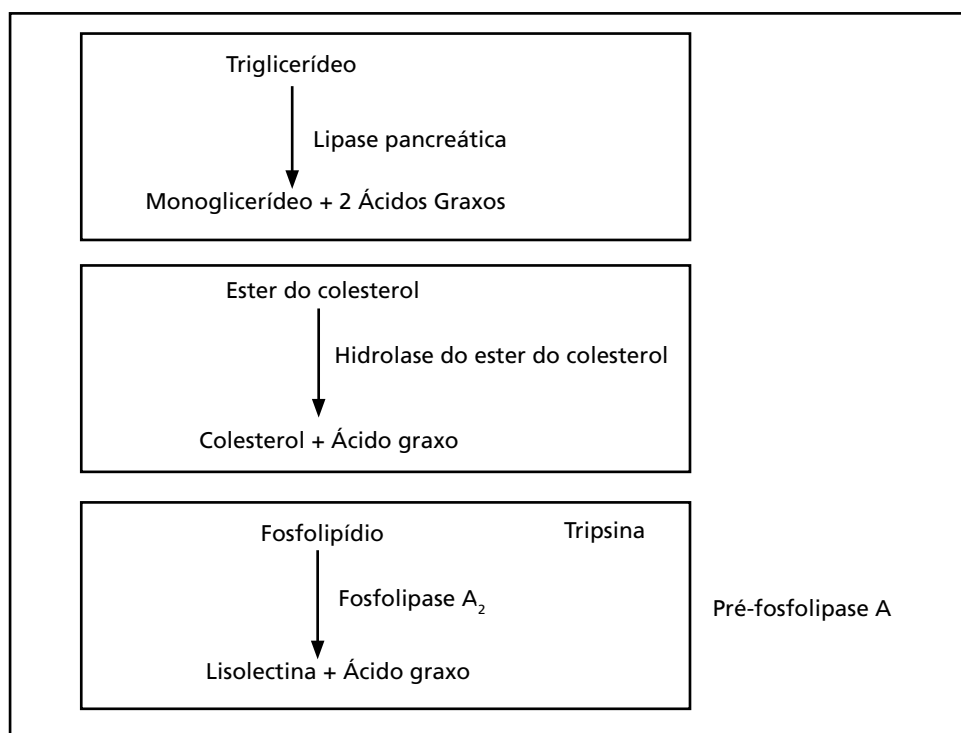 Triglicerídeo
Lipase pancreática
Monoglicerídeo + 2 Ácidos Graxos
Ester do colesterol
Hidrolase do ester do colesterol
Colesterol + Ácido graxo
Fosfolipídio
Tripsina
Fosfolipase A₂
Pré-fosfolipase A
Lisolectina + Ácido graxo